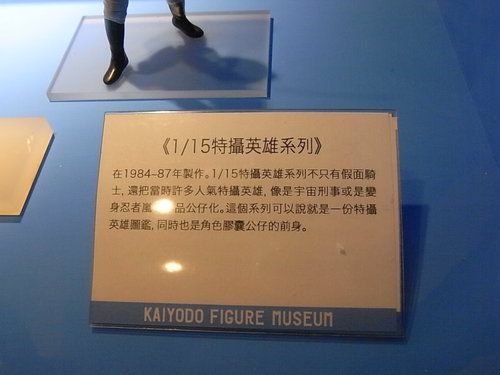 《1/15特攝英雄系列》
在1984-87年製作。1/15特攝英雄系列不只有假面騎
士, 還把當時許多人氣特攝英雄, 像是宇宙刑事或是變
身忍者嵐 品公仔化。這個系列可以說就是一份特攝
英雄圖鑑, 同時也是角色膠囊公仔的前身。
KAIYODO FIGURE MUSEUM